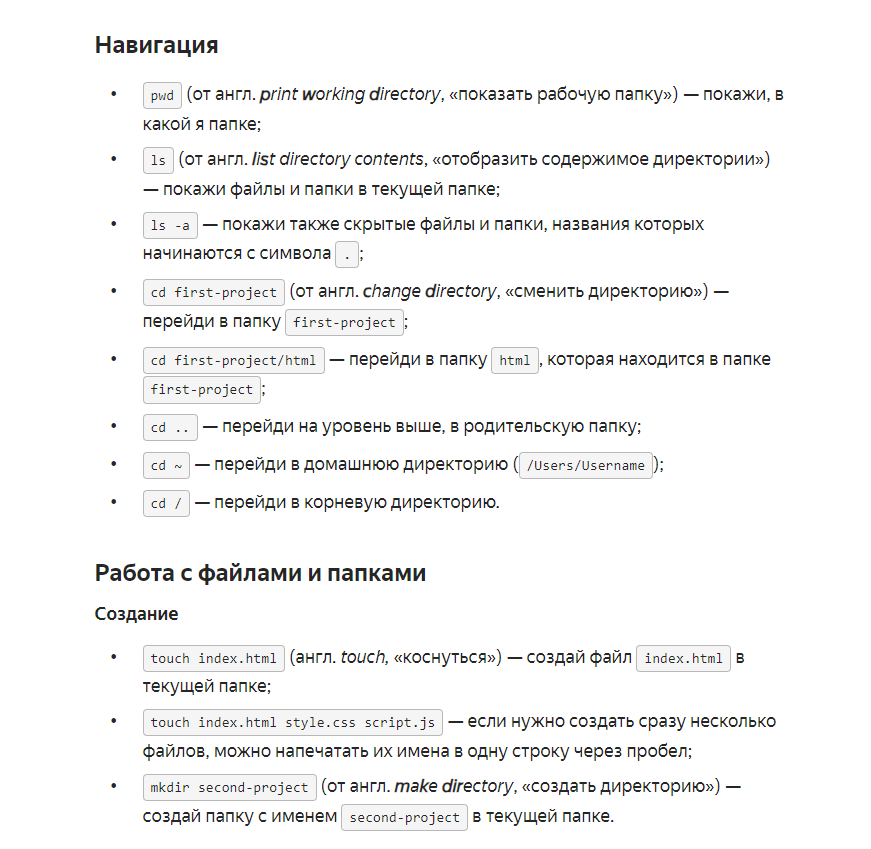 Навигация
• pwd (от англ. print working directory, «показать рабочую папку») — покажи, в
какой я папке;
• ls (от англ. list directory contents, «отобразить содержимое директории»)
— покажи файлы и папки в текущей папке;
• ls -a — покажи также скрытые файлы и папки, названия которых
начинаются с символа .;
• cd first-project (от англ. change directory, «сменить директорию») —
перейди в папку first-project;
• cd first-project/html — перейди в папку html, которая находится в папке
first-project;
• cd .. — перейди на уровень выше, в родительскую папку;
• cd ~ — перейди в домашнюю директорию (/Users/Username);
• cd / — перейди в корневую директорию.
Работа с файлами и папками
Создание
• touch index.html (англ. touch, «коснуться») — создай файл index.html в
текущей папке;
• touch index.html style.css script.js — если нужно создать сразу несколько
файлов, можно напечатать их имена в одну строку через пробел;
• mkdir second-project (от англ. make directory, «создать директорию») —
создай папку с именем second-project в текущей папке.